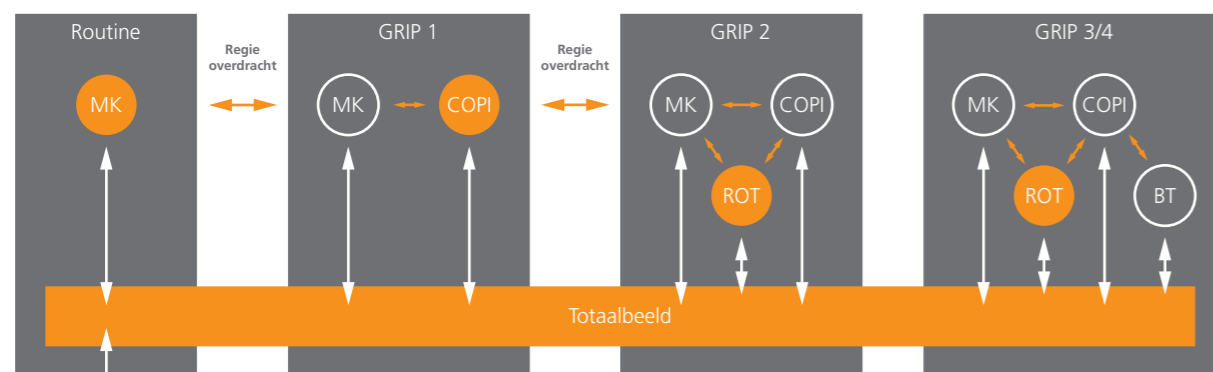 Routine
Regie
overdracht
GRIP 1
Regie
overdracht
GRIP 2
GRIP 3/4
MK
MK
COPI
MK
COPI
MK
COPI
ROT
ROT
BT
Totaalbeeld